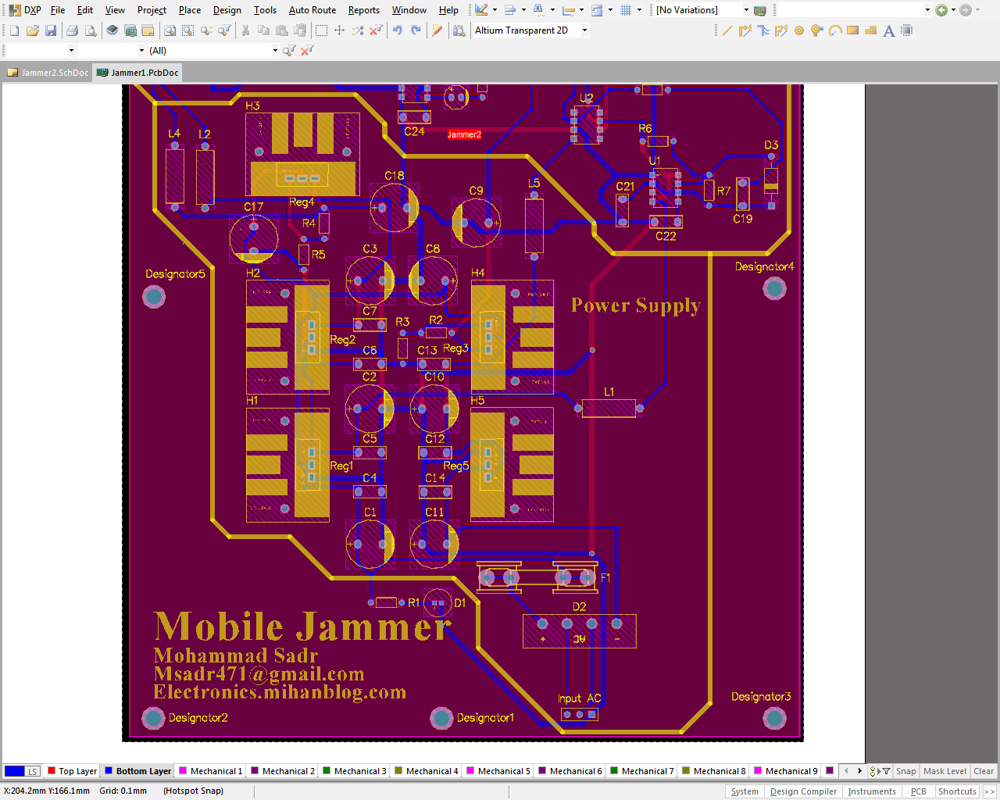 DXP File Edit View Project Place Design Tools Auto Route Reports Window Help [No Variations]
Altium Transparent 2D
(All)
Jammer2.SchDoc Jammer1.PcbDoc
H3
U2
C24
Jammer2
R6
L4 L2
D3
U1
C18
L5
C9
C21
R7
Reg4
C17
R4
C19
C22
R5
C3 C8
Designator5
H2
H4
Designator4
Power Supply
C7
R3
R2
Reg2
Reg3
C6
C13
C2
C10
L1
H1
H5
C5
C12
Reg1
Reg5
C4
C14
C1
C11
F1
R1
D1
D2
+ AC -
Mobile Jammer
Mohammad Sadr
Msadr471@gmail.com
Electronics.mihanblog.com
Input AC
Designator3
Designator2
Designator1
LS Top Layer Bottom Layer Mechanical 1 Mechanical 2 Mechanical 3 Mechanical 4 Mechanical 5 Mechanical 6 Mechanical 7 Mechanical 8 Mechanical 9 Snap Mask Level Clear
X:204.2mm Y:166.1mm Grid: 0.1mm (Hotspot Snap) System Design Compiler Instruments PCB Shortcuts >>